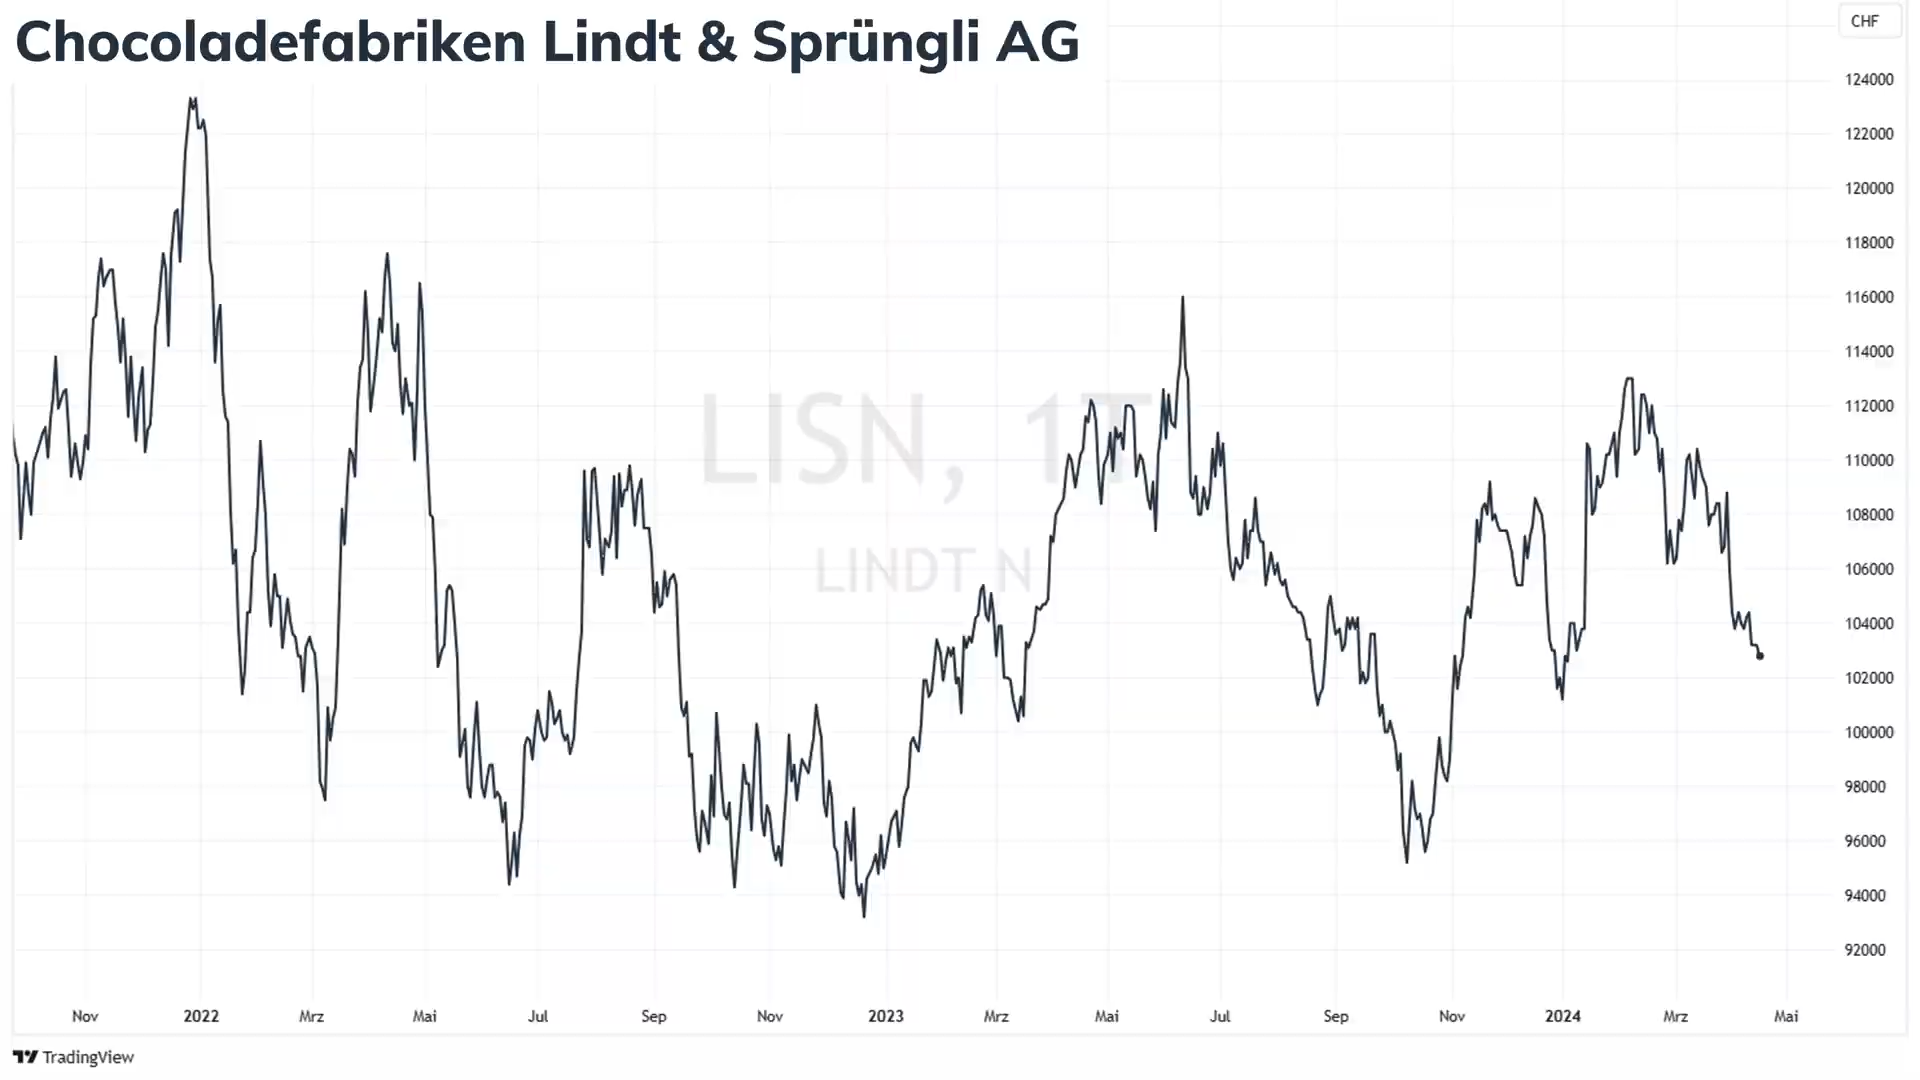 Chocoladefabriken Lindt & Sprüngli AG
CHF
124000
122000
120000
118000
116000
114000
112000
110000
108000
106000
104000
102000
100000
98000
96000
94000
92000
LISN, 1T
LINDT N
Nov 2022 Mrz Mai Jul Sep Nov 2023 Mrz Mai Jul Sep Nov 2024 Mrz Mai
TradingView